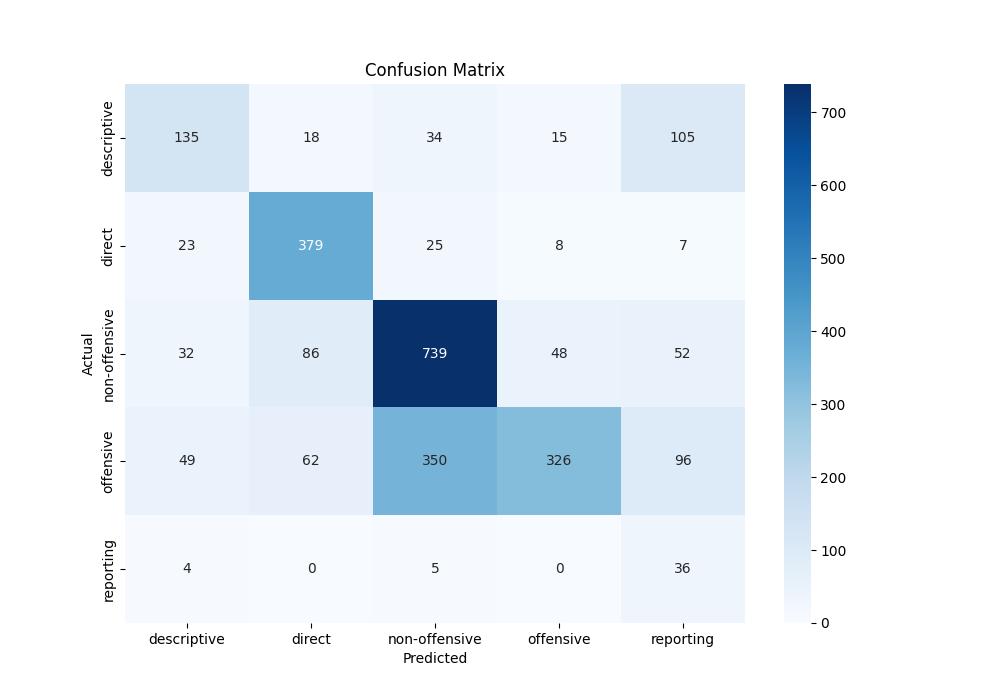 Confusion Matrix
Actual
descriptive 135 18 34 15 105
direct 23 379 25 8 7
non-offensive 32 86 739 48 52
offensive 49 62 350 326 96
reporting 4 0 5 0 36
descriptive direct non-offensive offensive reporting
Predicted
700
600
500
400
300
200
100
0